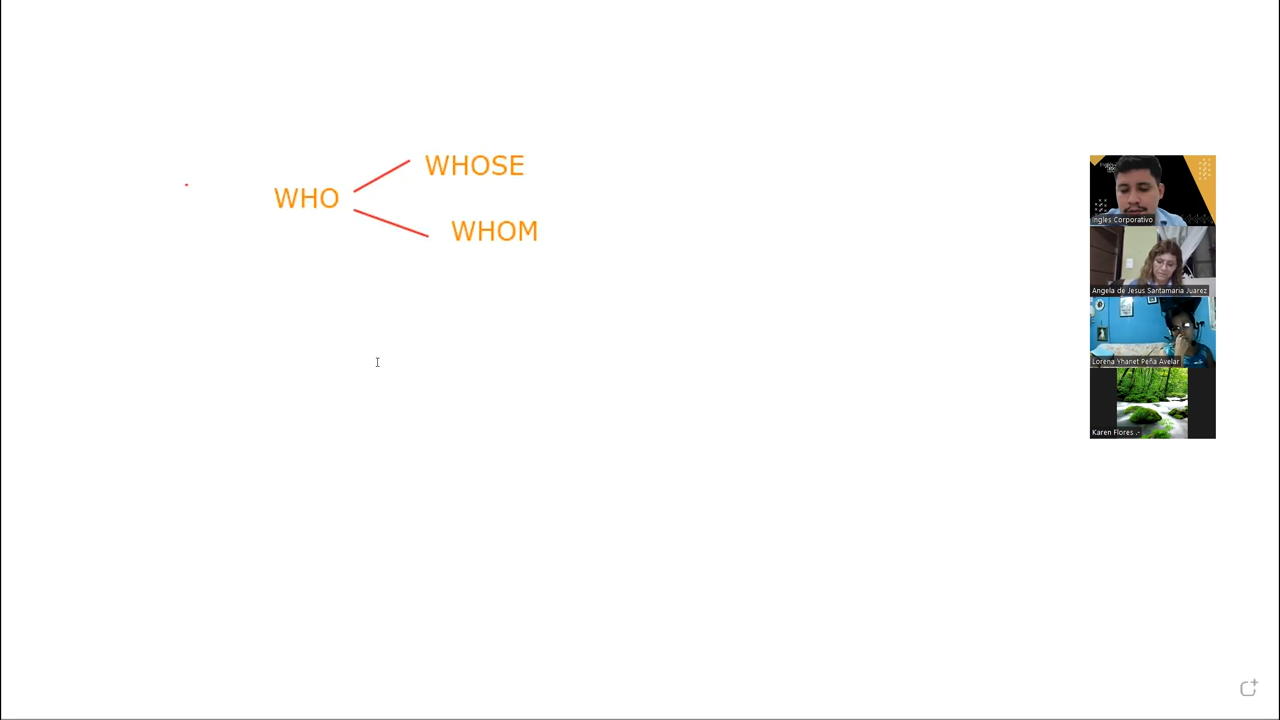 WHOSE
WHO
WHOM
Ingles Corporativo
Angela de Jesus Santamaria Juarez
Lorena Yhanet Peña Avelar
Karen Flores .-